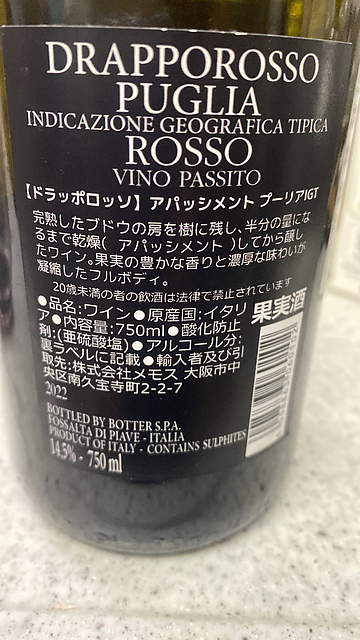 DRAPPOROSSO
PUGLIA
INDICAZIONE GEOGRAFICA TIPICA
ROSSO
VINO PASSITO
【ドラッポロッソ】アパッシメント プーリアIGT
完熟したブドウの房を樹に残し、半分の量にな
るまで乾燥( アパッシメント )してから醸し
たワイン。果実の豊かな香りと濃厚な味わいが
凝縮したフルボディ。
20歳未満の者の飲酒は法律で禁止されています
●品名:ワイン●原産国:イタリ
ア●内容量:750ml●酸化防止
剤:(亜硫酸塩)●アルコール分:
裏ラベルに記載●輸入者及び引
取先:株式会社メモス 大阪市中
央区南久宝寺町2-2-7
果実酒
2022
BOTTLED BY BOTTER S.P.A.
FOSSALTA DI PIAVE - ITALIA
PRODUCT OF ITALY - CONTAINS SULPHITES
14.5% - 750 ml